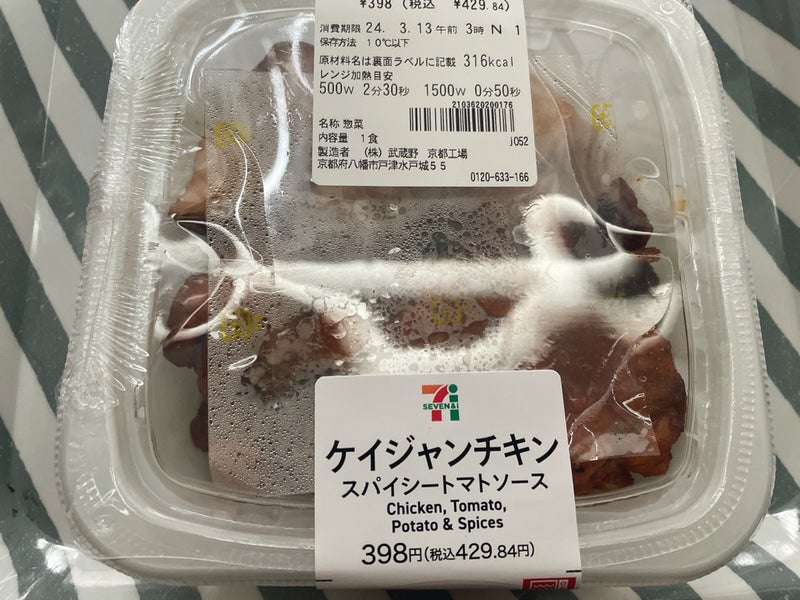 ¥398 (税込 ¥429.84)
消費期限 24. 3.13午前 3時 N 1
保存方法 10℃以下
原材料名は裏面ラベルに記載 316kcal
レンジ加熱目安
500W 2分30秒 1500W 0分50秒
2103620200176
名称 惣菜
内容量 1食
J052
製造者 (株) 武蔵野 京都工場
京都府八幡市戸津水戸城55
0120-633-166
7i
SEVEN&i
ケイジャンチキン
スパイシートマトソース
Chicken, Tomato,
Potato & Spices
398円(税込429.84円)